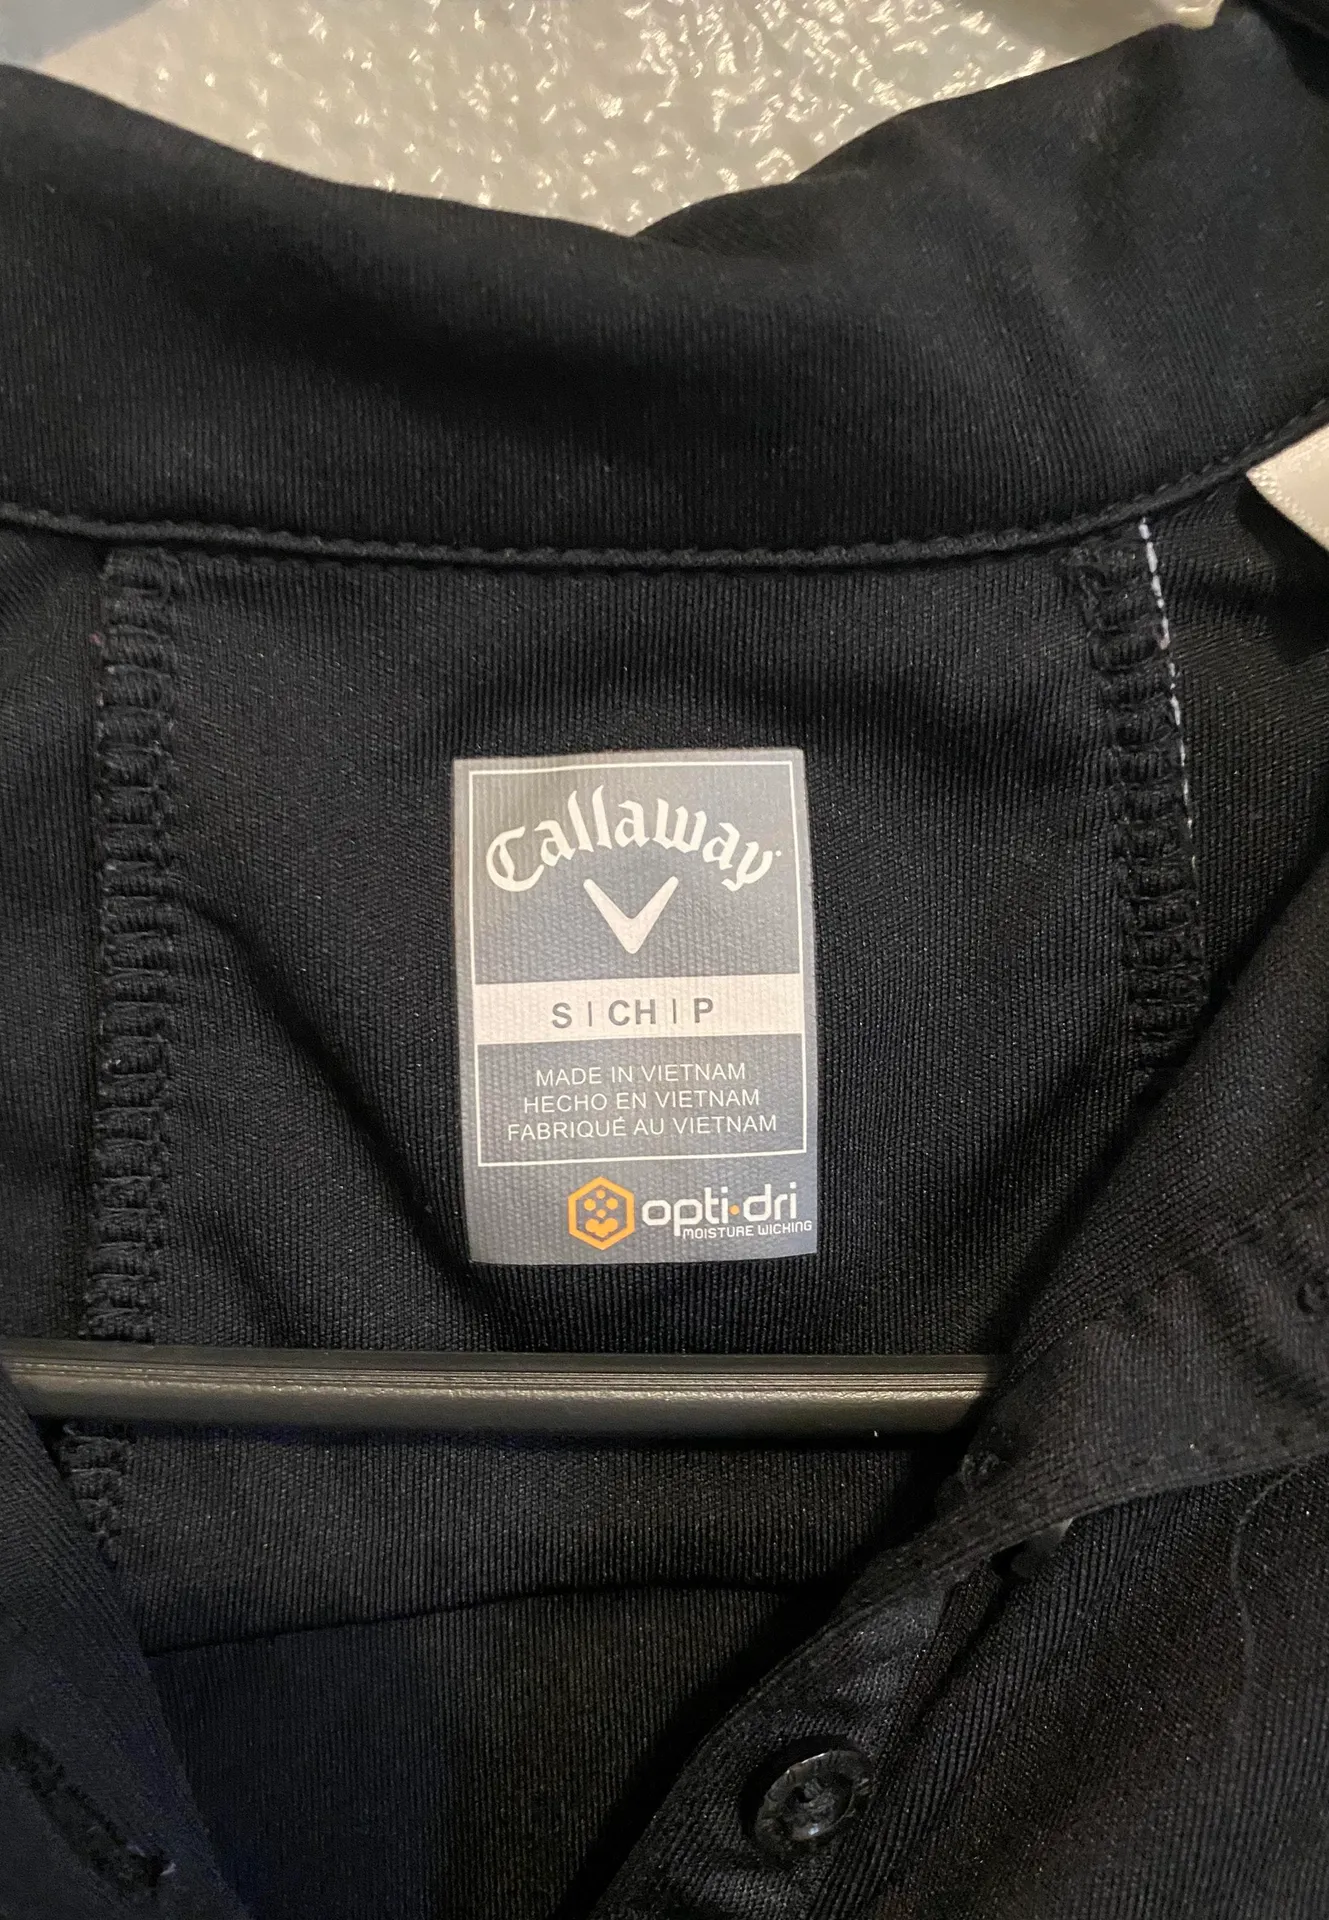 Callaway
S | CH | P
MADE IN VIETNAM
HECHO EN VIETNAM
FABRIQUÉ AU VIETNAM
opti·dri
MOISTURE WICKING